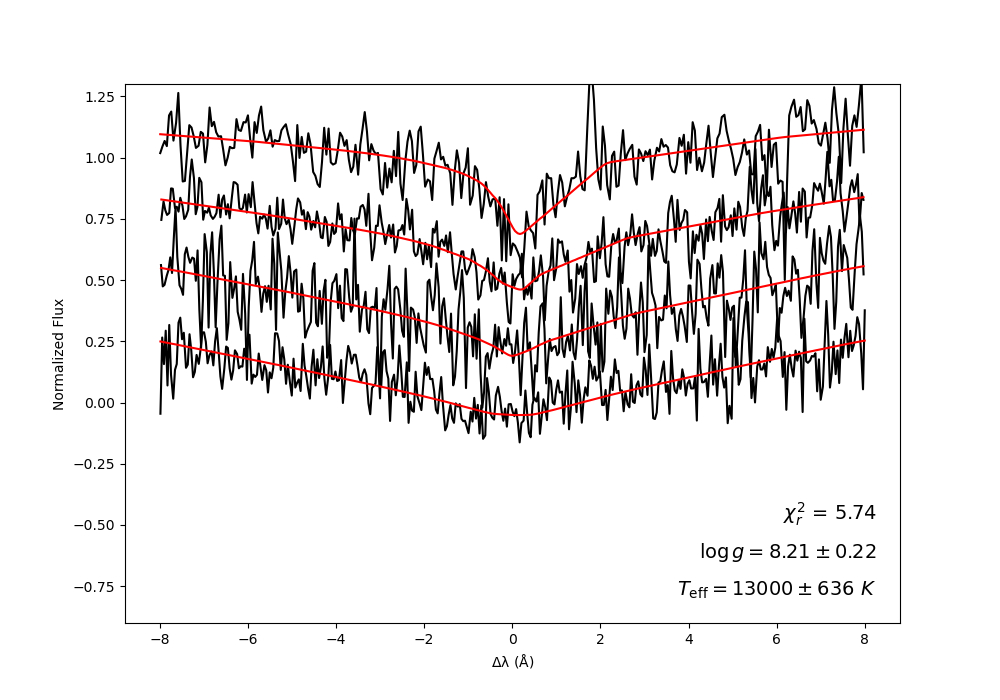 Normalized Flux
1.25
1.00
0.75
0.50
0.25
0.00
−0.25
−0.50
−0.75
χ²ᵣ = 5.74
log g = 8.21 ± 0.22
T_eff = 13000 ± 636 K
−8 −6 −4 −2 0 2 4 6 8
Δλ (Å)